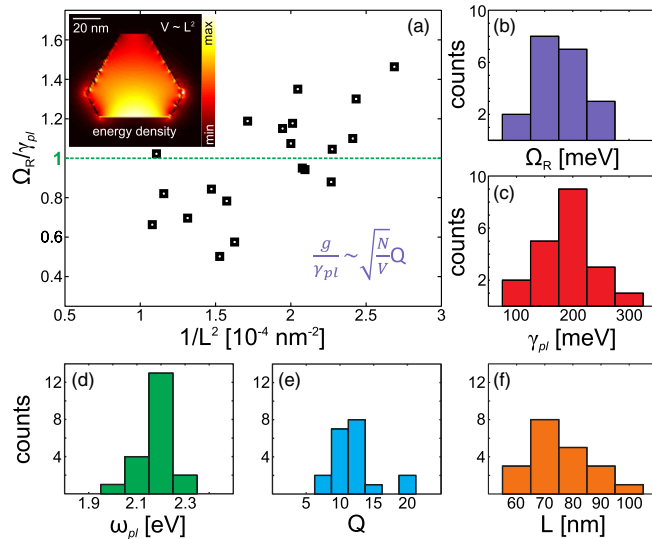 20 nm
V ~ L²
max
min
energy density
(a)
1.6
1.4
1.2
1
0.8
0.6
0.4
Ω_R/γ_pl
g/γ_pl ~ √(N/V) Q
0.5 1 1.5 2 2.5 3
1/L² [10⁻⁴ nm⁻²]
(b)
10
6
2
counts
Ω_R [meV]
(c)
10
6
2
counts
100 200 300
γ_pl [meV]
(d)
12
8
4
counts
1.9 2.1 2.3
ω_pl [eV]
(e)
12
8
4
5 10 15 20
Q
(f)
12
8
4
60 70 80 90 100
L [nm]